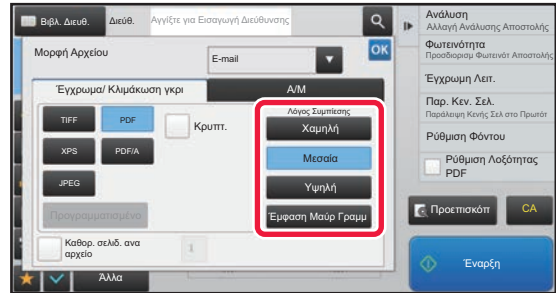 Βιβλ. Διευθ.
Διεύθ.
Αγγίξτε για Εισαγωγή Διεύθυνσης
Ανάλυση
Αλλαγή Ανάλυσης Αποστολής
Φωτεινότητα
Προσδιορισμ Φωτεινότ Αποστολής
Έγχρωμη Λειτ.
Παρ. Κεν. Σελ.
Παράλειψη Κενής Σελ στο Πρωτότ
Ρύθμιση Φόντου
Ρύθμιση Λοξότητας
PDF
Προεπισκόπ
CA
Έναρξη
Μορφή Αρχείου
E-mail
OK
Έγχρωμα/ Κλιμάκωση γκρι
Α/Μ
TIFF
PDF
Κρυπτ.
XPS
PDF/A
JPEG
Προγραμματισμένο
Λόγος Συμπίεσης
Χαμηλή
Μεσαία
Υψηλή
Έμφαση Μαύρ Γραμμ
Καθορ. σελιδ. ανα
αρχείο
1
Άλλα